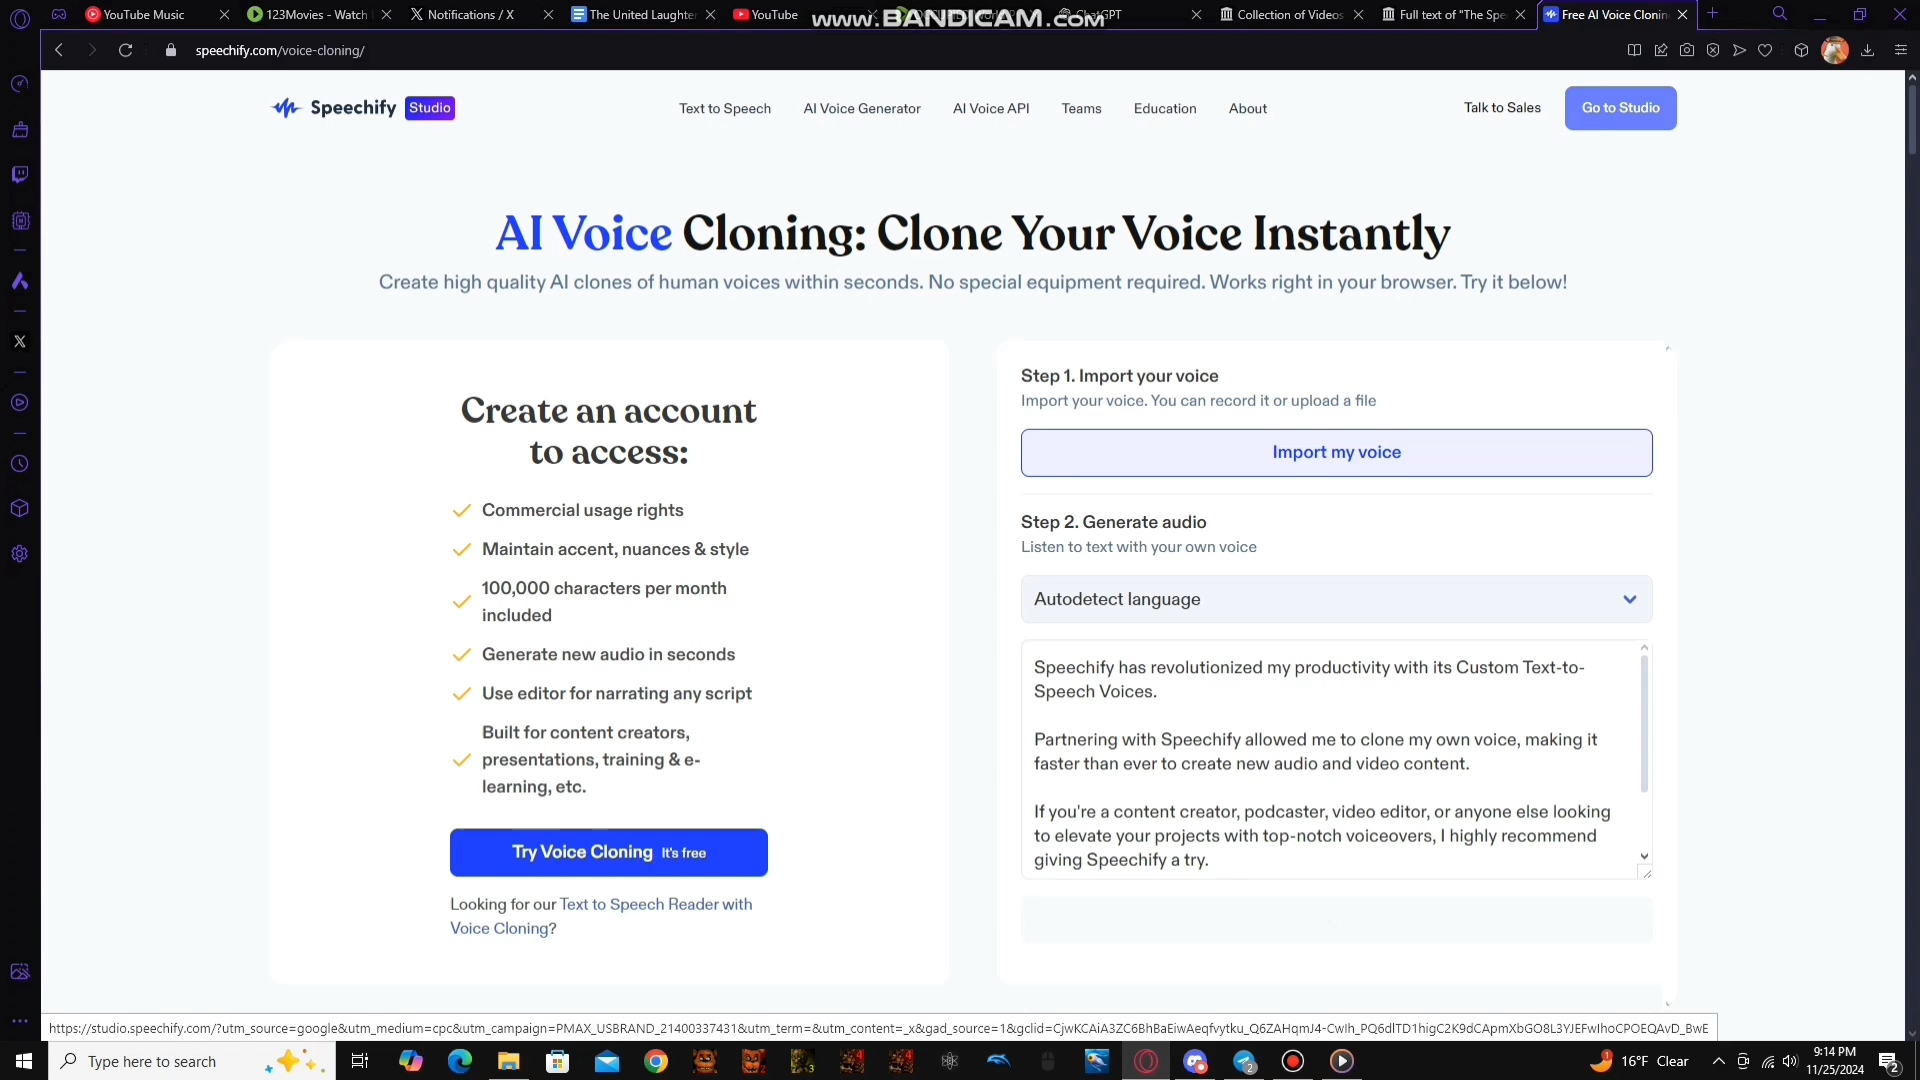 YouTube Music
123Movies - Watch
Notifications / X
The United Laughter
YouTube
www.BANDICAM.com
ChatGPT
Collection of Videos
Full text of "The Spe
Free AI Voice Clonin
speechify.com/voice-cloning/
Speechify Studio
Text to Speech
AI Voice Generator
AI Voice API
Teams
Education
About
Talk to Sales
Go to Studio
AI Voice Cloning: Clone Your Voice Instantly
Create high quality AI clones of human voices within seconds. No special equipment required. Works right in your browser. Try it below!
Create an account
to access:
Commercial usage rights
Maintain accent, nuances & style
100,000 characters per month
included
Generate new audio in seconds
Use editor for narrating any script
Built for content creators,
presentations, training & e-
learning, etc.
Try Voice Cloning It's free
Looking for our Text to Speech Reader with
Voice Cloning?
Step 1. Import your voice
Import your voice. You can record it or upload a file
Import my voice
Step 2. Generate audio
Listen to text with your own voice
Autodetect language
Speechify has revolutionized my productivity with its Custom Text-to-
Speech Voices.
Partnering with Speechify allowed me to clone my own voice, making it
faster than ever to create new audio and video content.
If you're a content creator, podcaster, video editor, or anyone else looking
to elevate your projects with top-notch voiceovers, I highly recommend
giving Speechify a try.
https://studio.speechify.com/?utm_source=google&utm_medium=cpc&utm_campaign=PMAX_USBRAND_21400337431&utm_term=&utm_content=_x&gad_source=1&gclid=CjwKCAiA3ZC6BhBaEiwAeqfvytku_Q6ZAHqmJ4-CwIh_PQ6dlTD1higC2K9dCApmXbGO8L3YJEFwIhoCPOEQAvD_BwE
Type here to search
16°F Clear
9:14 PM
11/25/2024